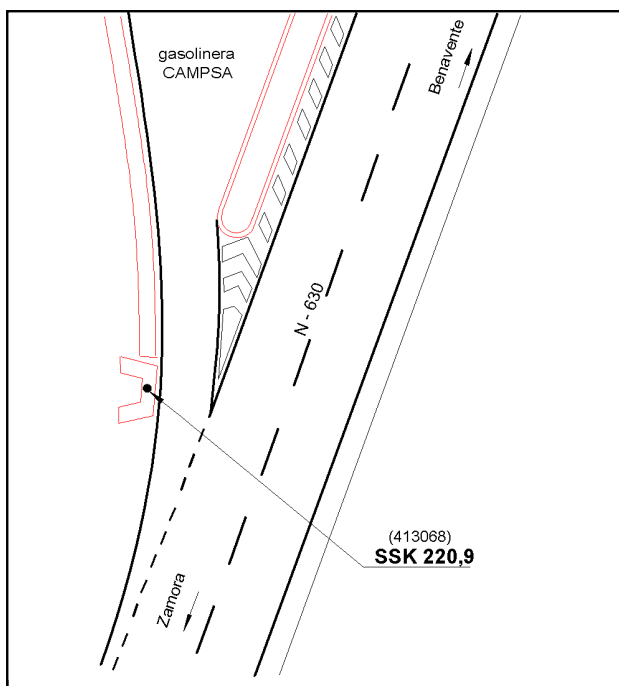 gasolinera
CAMPSA
Benavente
N - 630
(413068)
SSK 220,9
Zamora